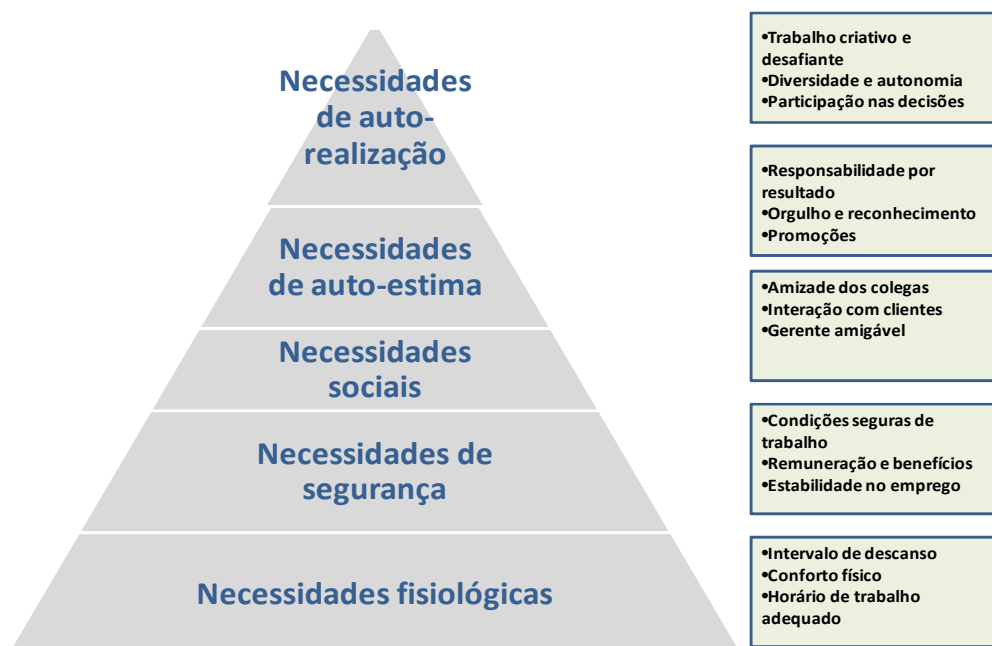 Necessidades
de auto-
realização
•Trabalho criativo e
desafiante
•Diversidade e autonomia
•Participação nas decisões
Necessidades
de auto-estima
•Responsabilidade por
resultado
•Orgulho e reconhecimento
•Promoções
Necessidades
sociais
•Amizade dos colegas
•Interação com clientes
•Gerente amigável
Necessidades de
segurança
•Condições seguras de
trabalho
•Remuneração e benefícios
•Estabilidade no emprego
Necessidades fisiológicas
•Intervalo de descanso
•Conforto físico
•Horário de trabalho
adequado